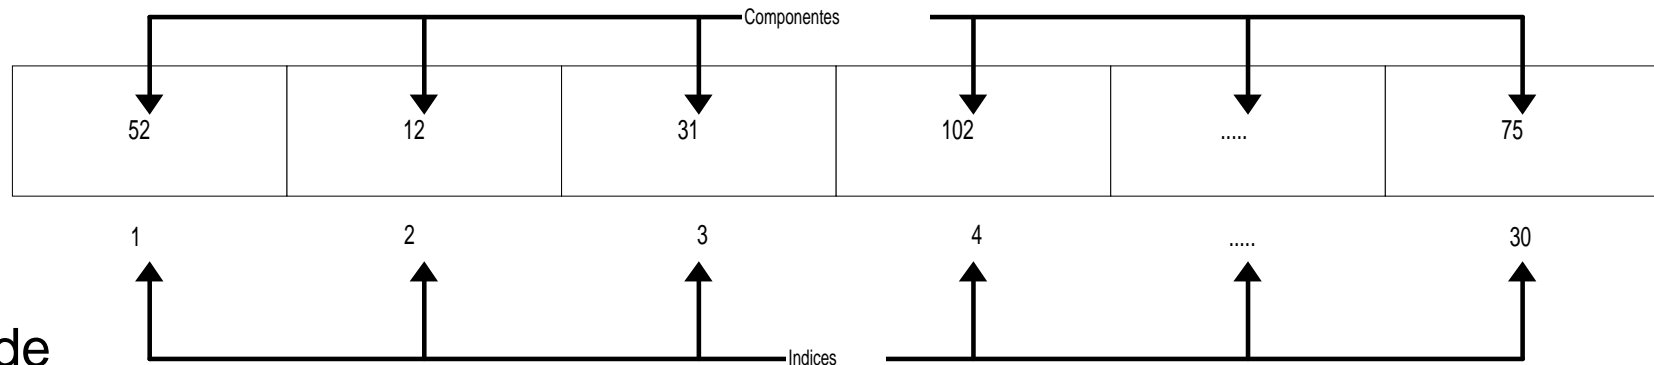 Componentes
52 12 31 102 ..... 75
1 2 3 4 ..... 30
de
Indices